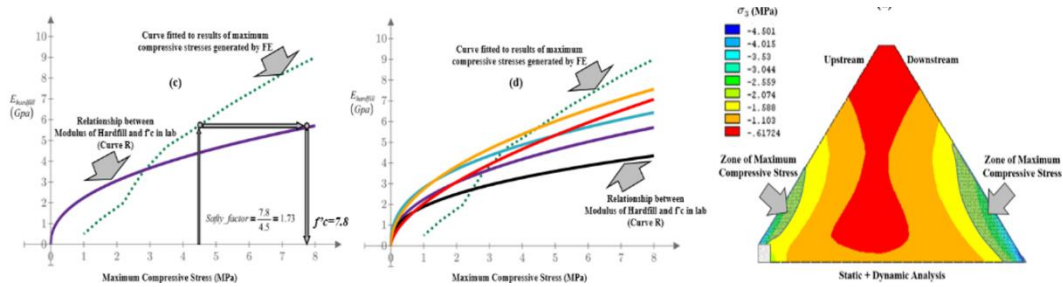 Curve fitted to results of maximum
compressive stresses generated by FE
(c)
10
9
8
7
6
5
4
3
2
1
0
E hardfill
(Gpa)
Relationship between
Modulus of Hardfill and f'c in lab
(Curve R)
Safty_factor = 7.8 / 4.5 = 1.73
f'c=7.8
0 1 2 3 4 5 6 7 8
Maximum Compressive Stress (MPa)
Curve fitted to results of maximum
compressive stresses generated by FE
(d)
10
9
8
7
6
5
4
3
2
1
0
E hardfill
(Gpa)
Relationship between
Modulus of Hardfill and f'c in lab
(Curve R)
0 1 2 3 4 5 6 7 8
Maximum Compressive Stress (MPa)
σ3 (MPa)
-4.501
-4.015
-3.53
-3.044
-2.559
-2.074
-1.588
-1.103
-.61724
Upstream
Downstream
Zone of Maximum
Compressive Stress
Zone of Maximum
Compressive Stress
Static + Dynamic Analysis